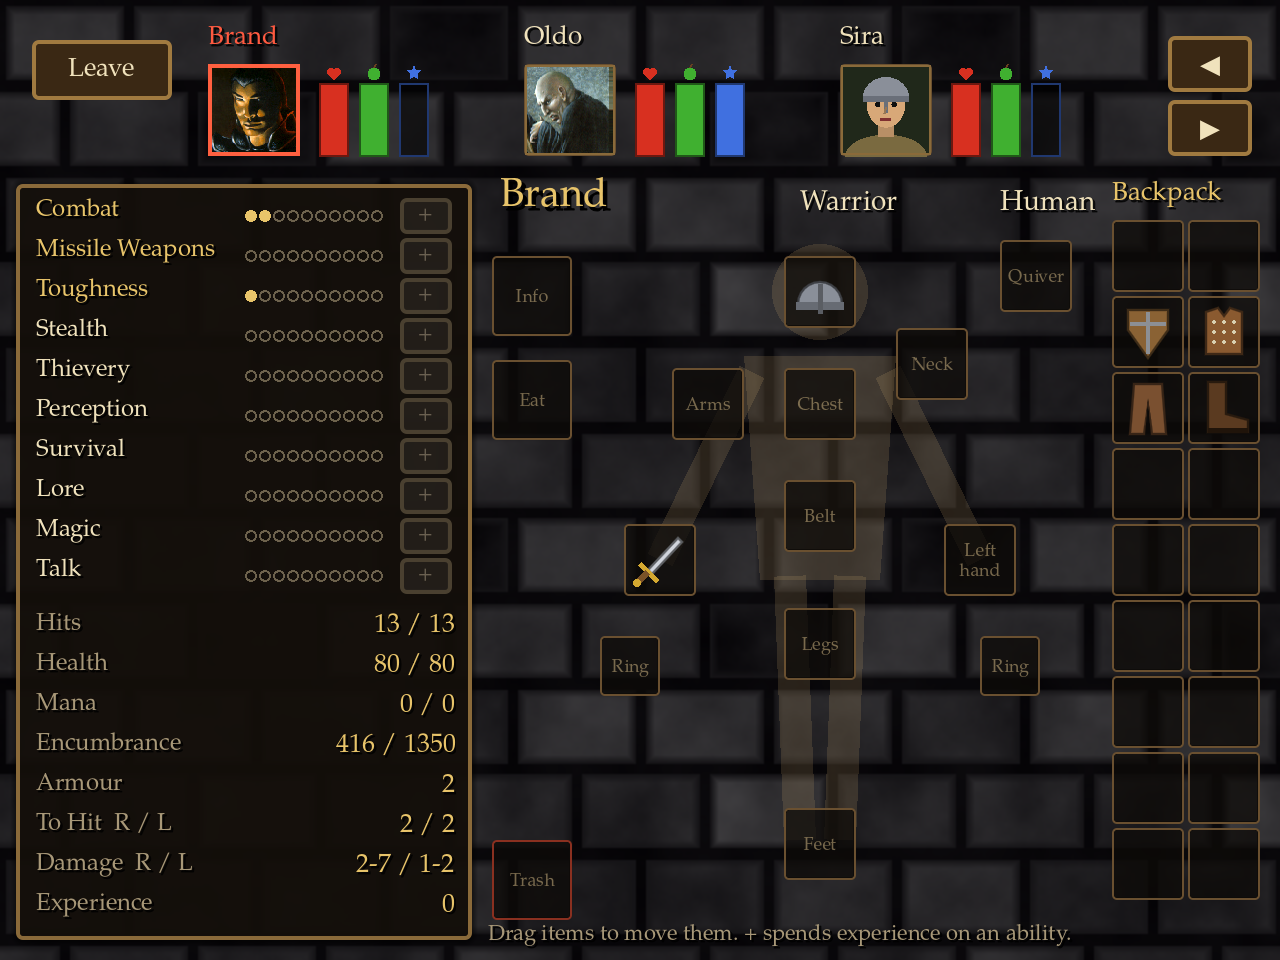 Leave
Brand
Oldo
Sira
Brand
Warrior
Human
Backpack
Combat
+
Missile Weapons
+
Toughness
+
Stealth
+
Thievery
+
Perception
+
Survival
+
Lore
+
Magic
+
Talk
+
Hits 13 / 13
Health 80 / 80
Mana 0 / 0
Encumbrance 416 / 1350
Armour 2
To Hit R / L 2 / 2
Damage R / L 2-7 / 1-2
Experience 0
Info
Eat
Quiver
Neck
Arms
Chest
Belt
Left
hand
Legs
Ring
Ring
Feet
Trash
Drag items to move them. + spends experience on an ability.